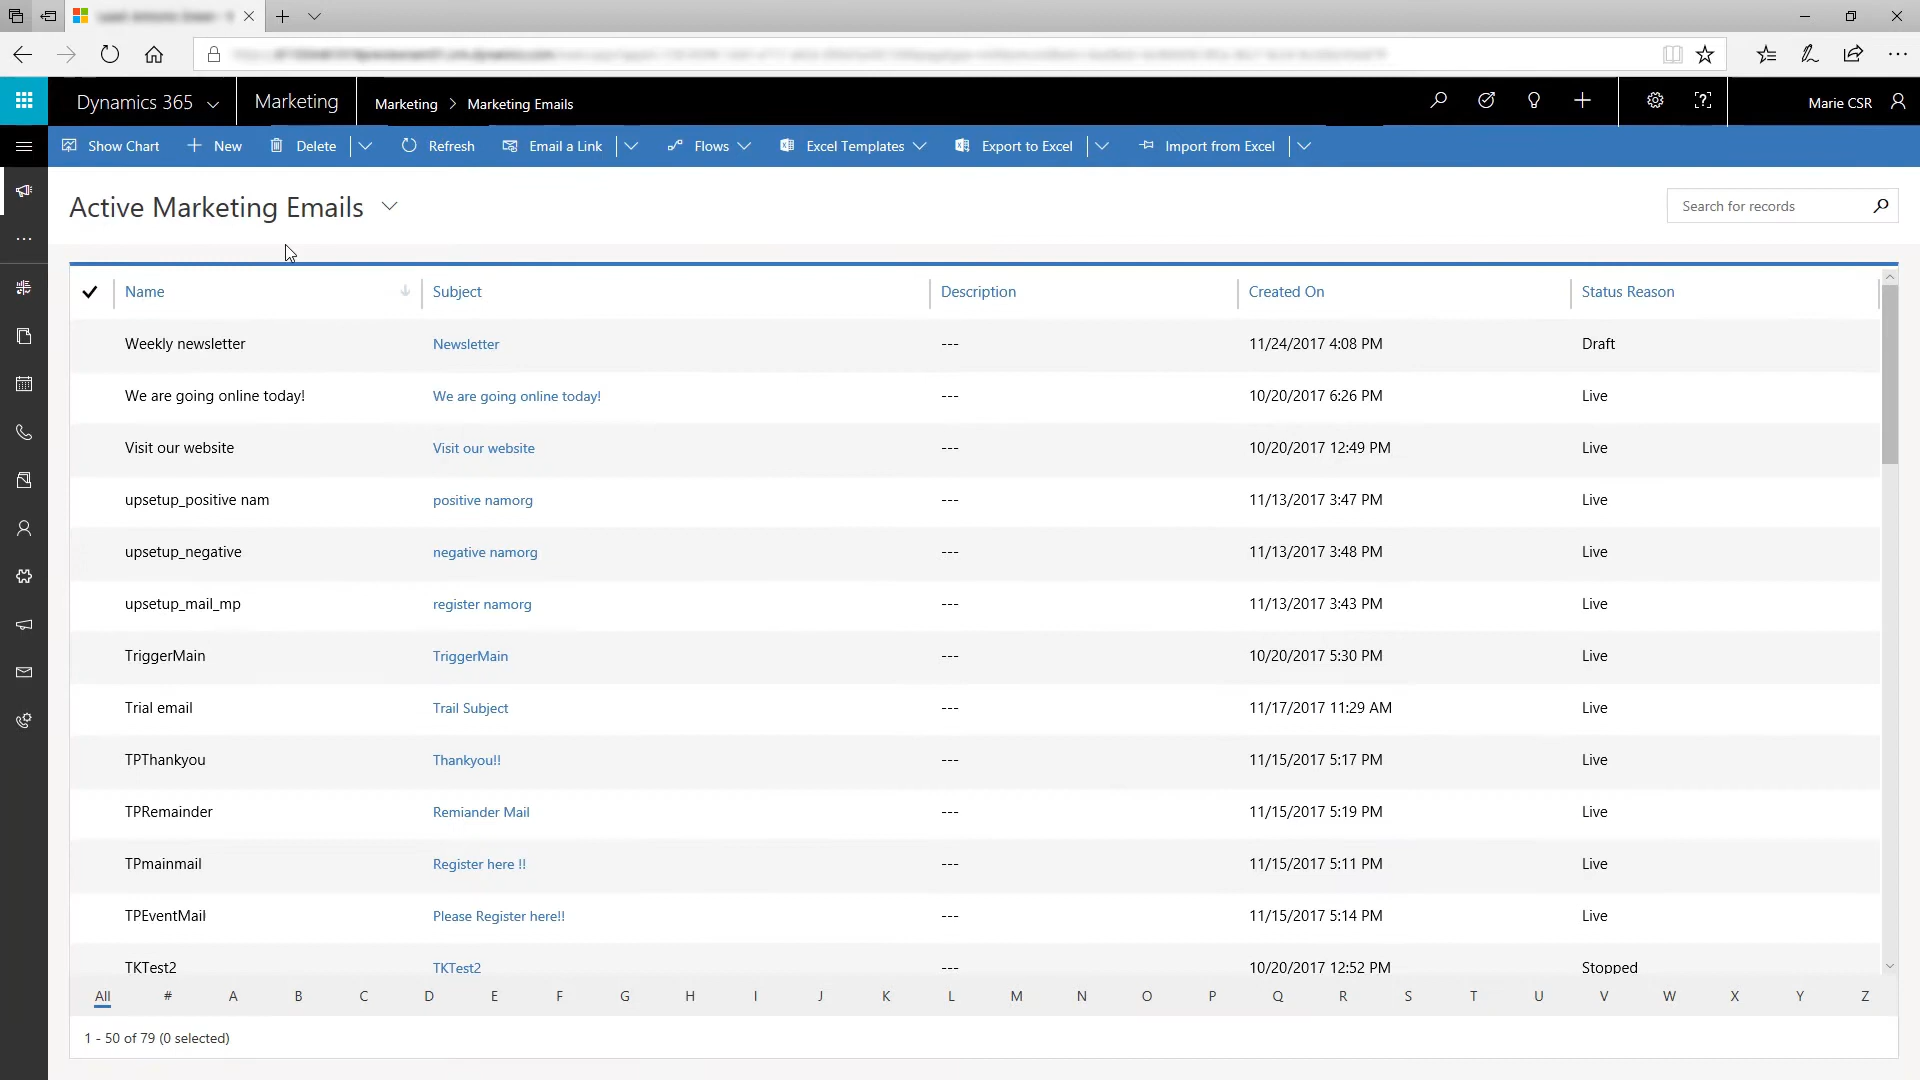 Dynamics 365 Marketing Marketing > Marketing Emails Marie CSR
Show Chart New Delete Refresh Email a Link Flows Excel Templates Export to Excel Import from Excel
Active Marketing Emails Search for records
Name Subject Description Created On Status Reason
Weekly newsletter Newsletter --- 11/24/2017 4:08 PM Draft
We are going online today! We are going online today! --- 10/20/2017 6:26 PM Live
Visit our website Visit our website --- 10/20/2017 12:49 PM Live
upsetup_positive nam positive namorg --- 11/13/2017 3:47 PM Live
upsetup_negative negative namorg --- 11/13/2017 3:48 PM Live
upsetup_mail_mp register namorg --- 11/13/2017 3:43 PM Live
TriggerMain TriggerMain --- 10/20/2017 5:30 PM Live
Trial email Trail Subject --- 11/17/2017 11:29 AM Live
TPThankyou Thankyou!! --- 11/15/2017 5:17 PM Live
TPRemainder Remiander Mail --- 11/15/2017 5:19 PM Live
TPmainmail Register here !! --- 11/15/2017 5:11 PM Live
TPEventMail Please Register here!! --- 11/15/2017 5:14 PM Live
TKTest2 TKTest2 --- 10/20/2017 12:52 PM Stopped
All # A B C D E F G H I J K L M N O P Q R S T U V W X Y Z
1 - 50 of 79 (0 selected)